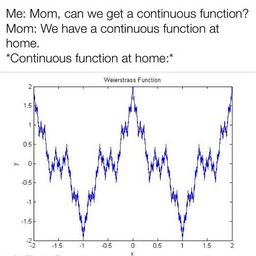 Me: Mom, can we get a continuous function?
Mom: We have a continuous function at
home.
*Continuous function at home:*
Weierstrass Function
2
1.5
1
0.5
0
-0.5
-1
-1.5
-2
y
-2 -1.5 -1 -0.5 0 0.5 1 1.5 2
x